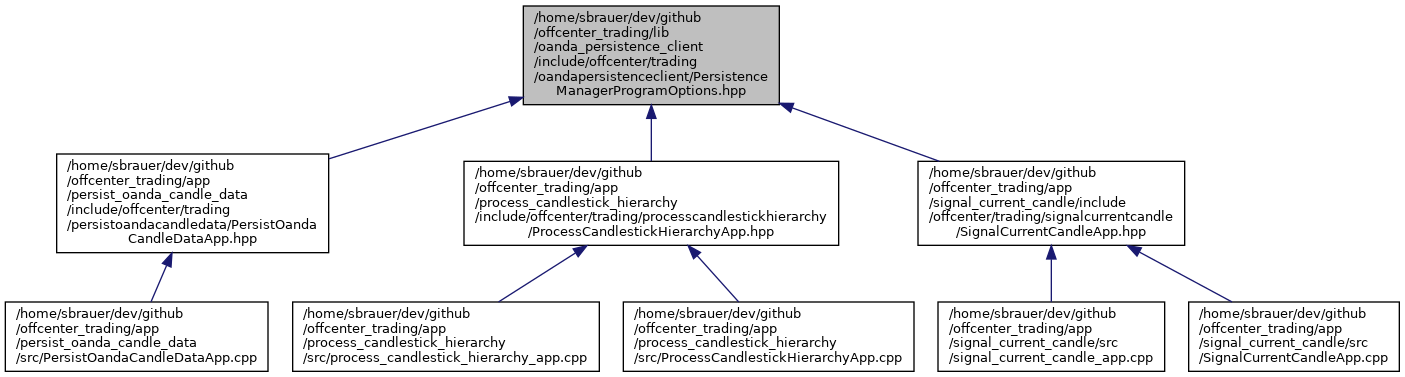 /home/sbrauer/dev/github
/offcenter_trading/lib
/oanda_persistence_client
/include/offcenter/trading
/oandapersistenceclient/Persistence
ManagerProgramOptions.hpp
/home/sbrauer/dev/github
/offcenter_trading/app
/persist_oanda_candle_data
/include/offcenter/trading
/persistoandacandledata/PersistOanda
CandleDataApp.hpp
/home/sbrauer/dev/github
/offcenter_trading/app
/process_candlestick_hierarchy
/include/offcenter/trading/processcandlestickhierarchy
/ProcessCandlestickHierarchyApp.hpp
/home/sbrauer/dev/github
/offcenter_trading/app
/signal_current_candle/include
/offcenter/trading/signalcurrentcandle
/SignalCurrentCandleApp.hpp
/home/sbrauer/dev/github
/offcenter_trading/app
/persist_oanda_candle_data
/src/PersistOandaCandleDataApp.cpp
/home/sbrauer/dev/github
/offcenter_trading/app
/process_candlestick_hierarchy
/src/process_candlestick_hierarchy_app.cpp
/home/sbrauer/dev/github
/offcenter_trading/app
/process_candlestick_hierarchy
/src/ProcessCandlestickHierarchyApp.cpp
/home/sbrauer/dev/github
/offcenter_trading/app
/signal_current_candle/src
/signal_current_candle_app.cpp
/home/sbrauer/dev/github
/offcenter_trading/app
/signal_current_candle/src
/SignalCurrentCandleApp.cpp